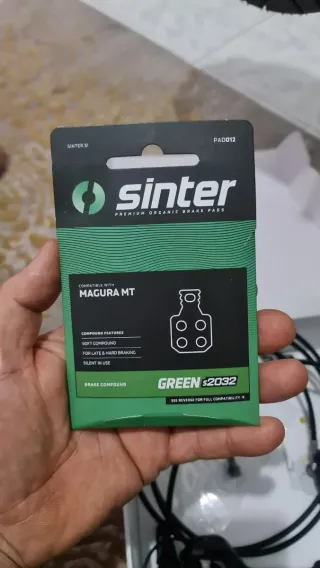 SINTER.SI
PAD013
sinter
PREMIUM ORGANIC BRAKE PADS
COMPATIBLE WITH
MAGURA MT
COMPOUND FEATURES
SOFT COMPOUND
FOR LATE & HARD BRAKING
SILENT IN USE
BRAKE COMPOUND
GREEN s2032
SEE REVERSE FOR FULL COMPATIBILITY